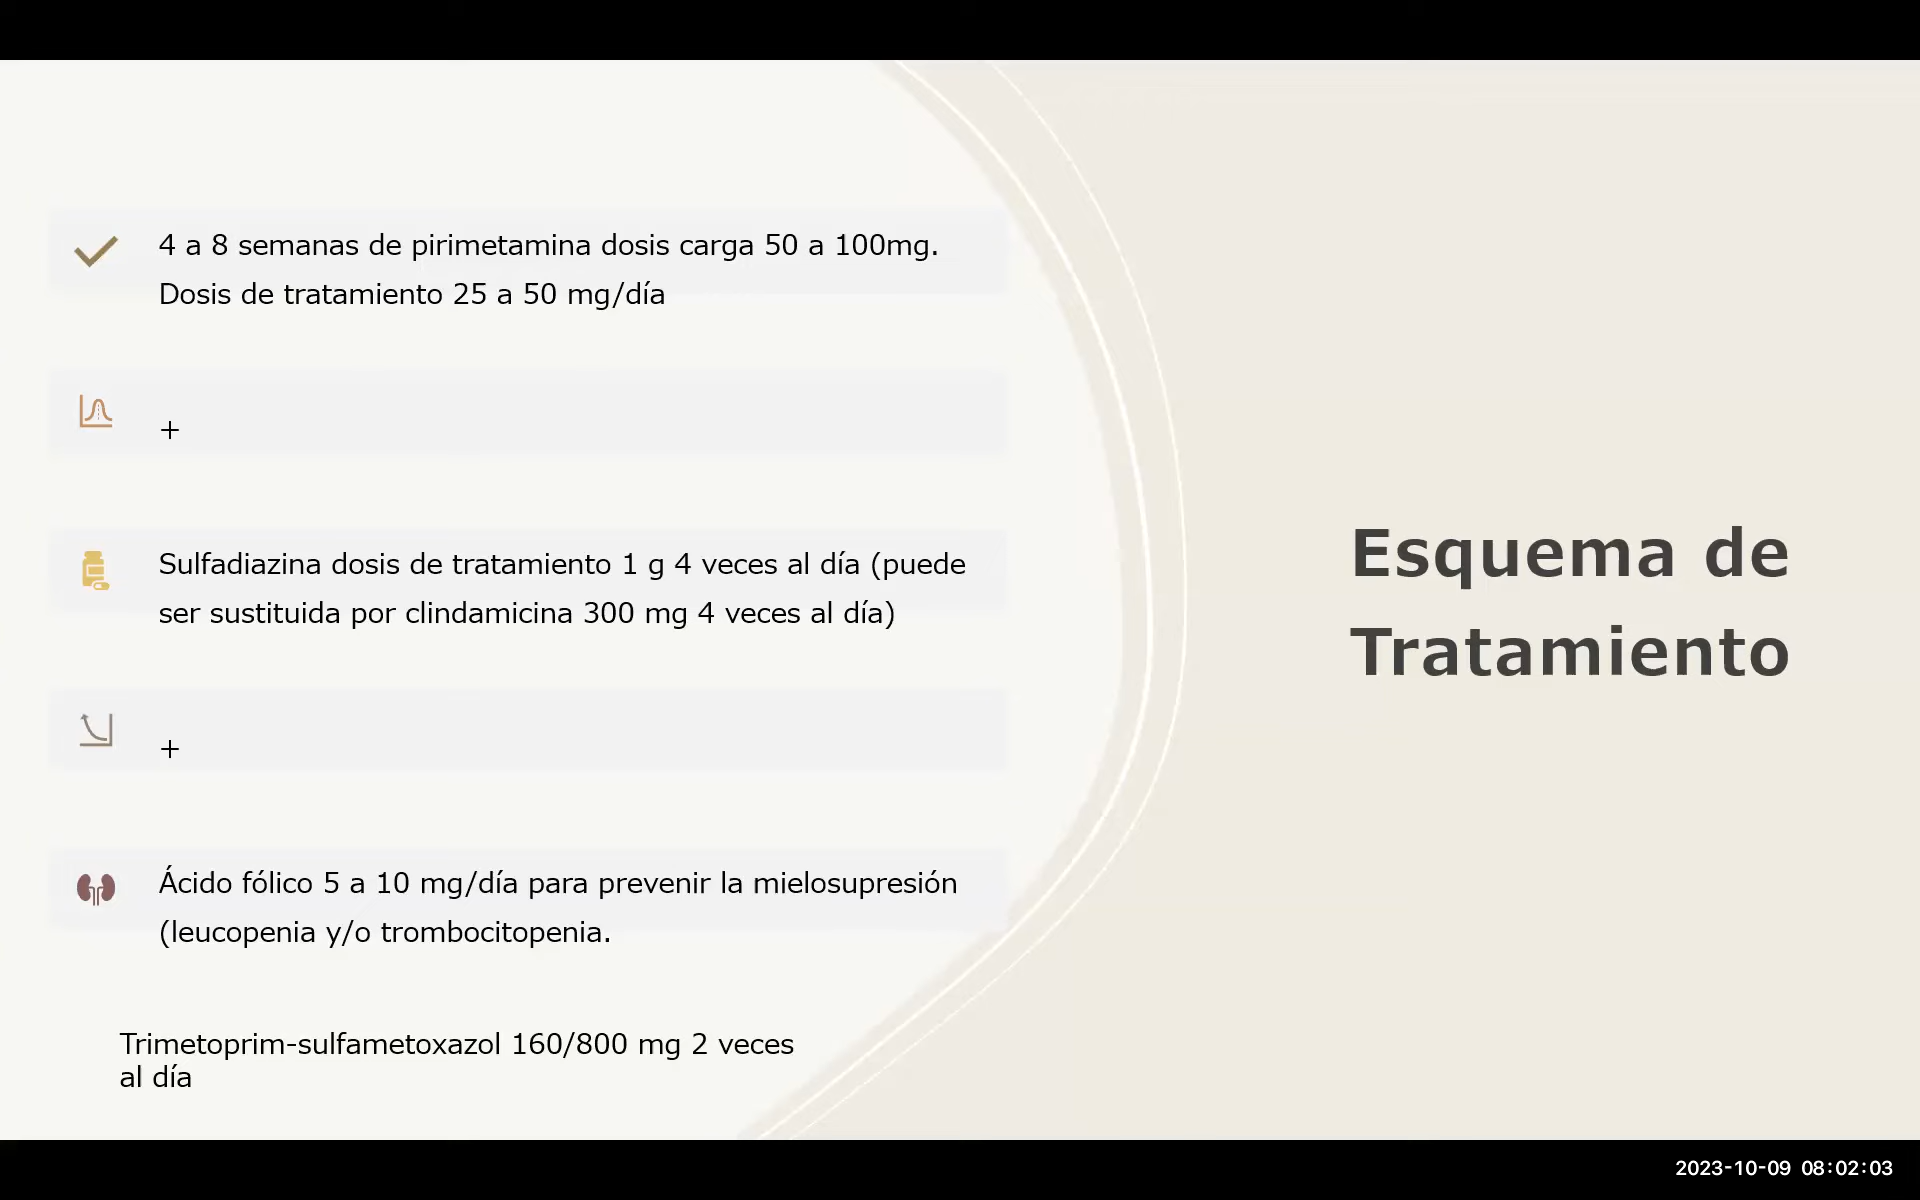 4 a 8 semanas de pirimetamina dosis carga 50 a 100mg.
Dosis de tratamiento 25 a 50 mg/día
+
Sulfadiazina dosis de tratamiento 1 g 4 veces al día (puede
ser sustituida por clindamicina 300 mg 4 veces al día)
+
Ácido fólico 5 a 10 mg/día para prevenir la mielosupresión
(leucopenia y/o trombocitopenia.
Trimetoprim-sulfametoxazol 160/800 mg 2 veces
al día
Esquema de
Tratamiento
2023-10-09 08:02:03